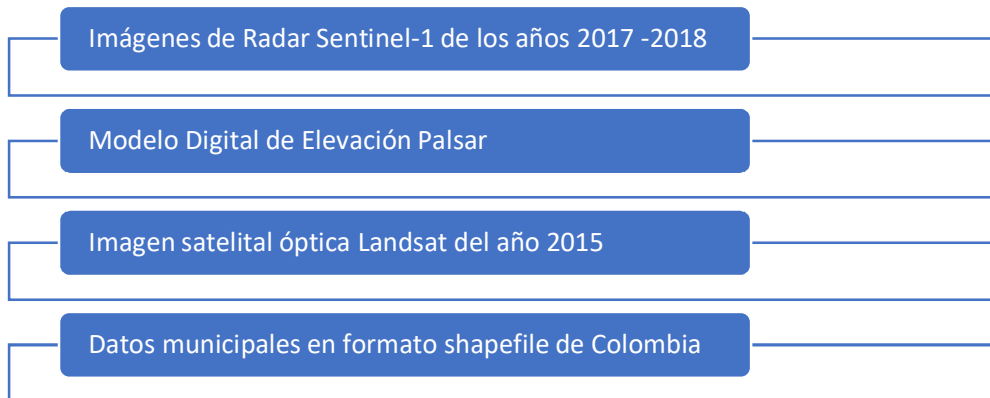 Imágenes de Radar Sentinel-1 de los años 2017 -2018
Modelo Digital de Elevación Palsar
Imagen satelital óptica Landsat del año 2015
Datos municipales en formato shapefile de Colombia